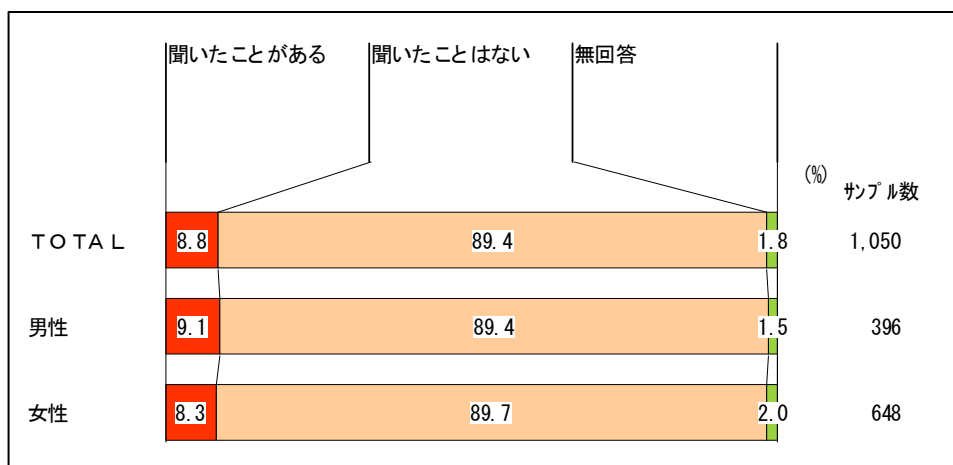 聞いたことがある 聞いたことはない 無回答
(%)
ｻﾝﾌﾟﾙ数
ＴＯＴＡＬ 8.8 89.4 1.8 1,050
男性 9.1 89.4 1.5 396
女性 8.3 89.7 2.0 648